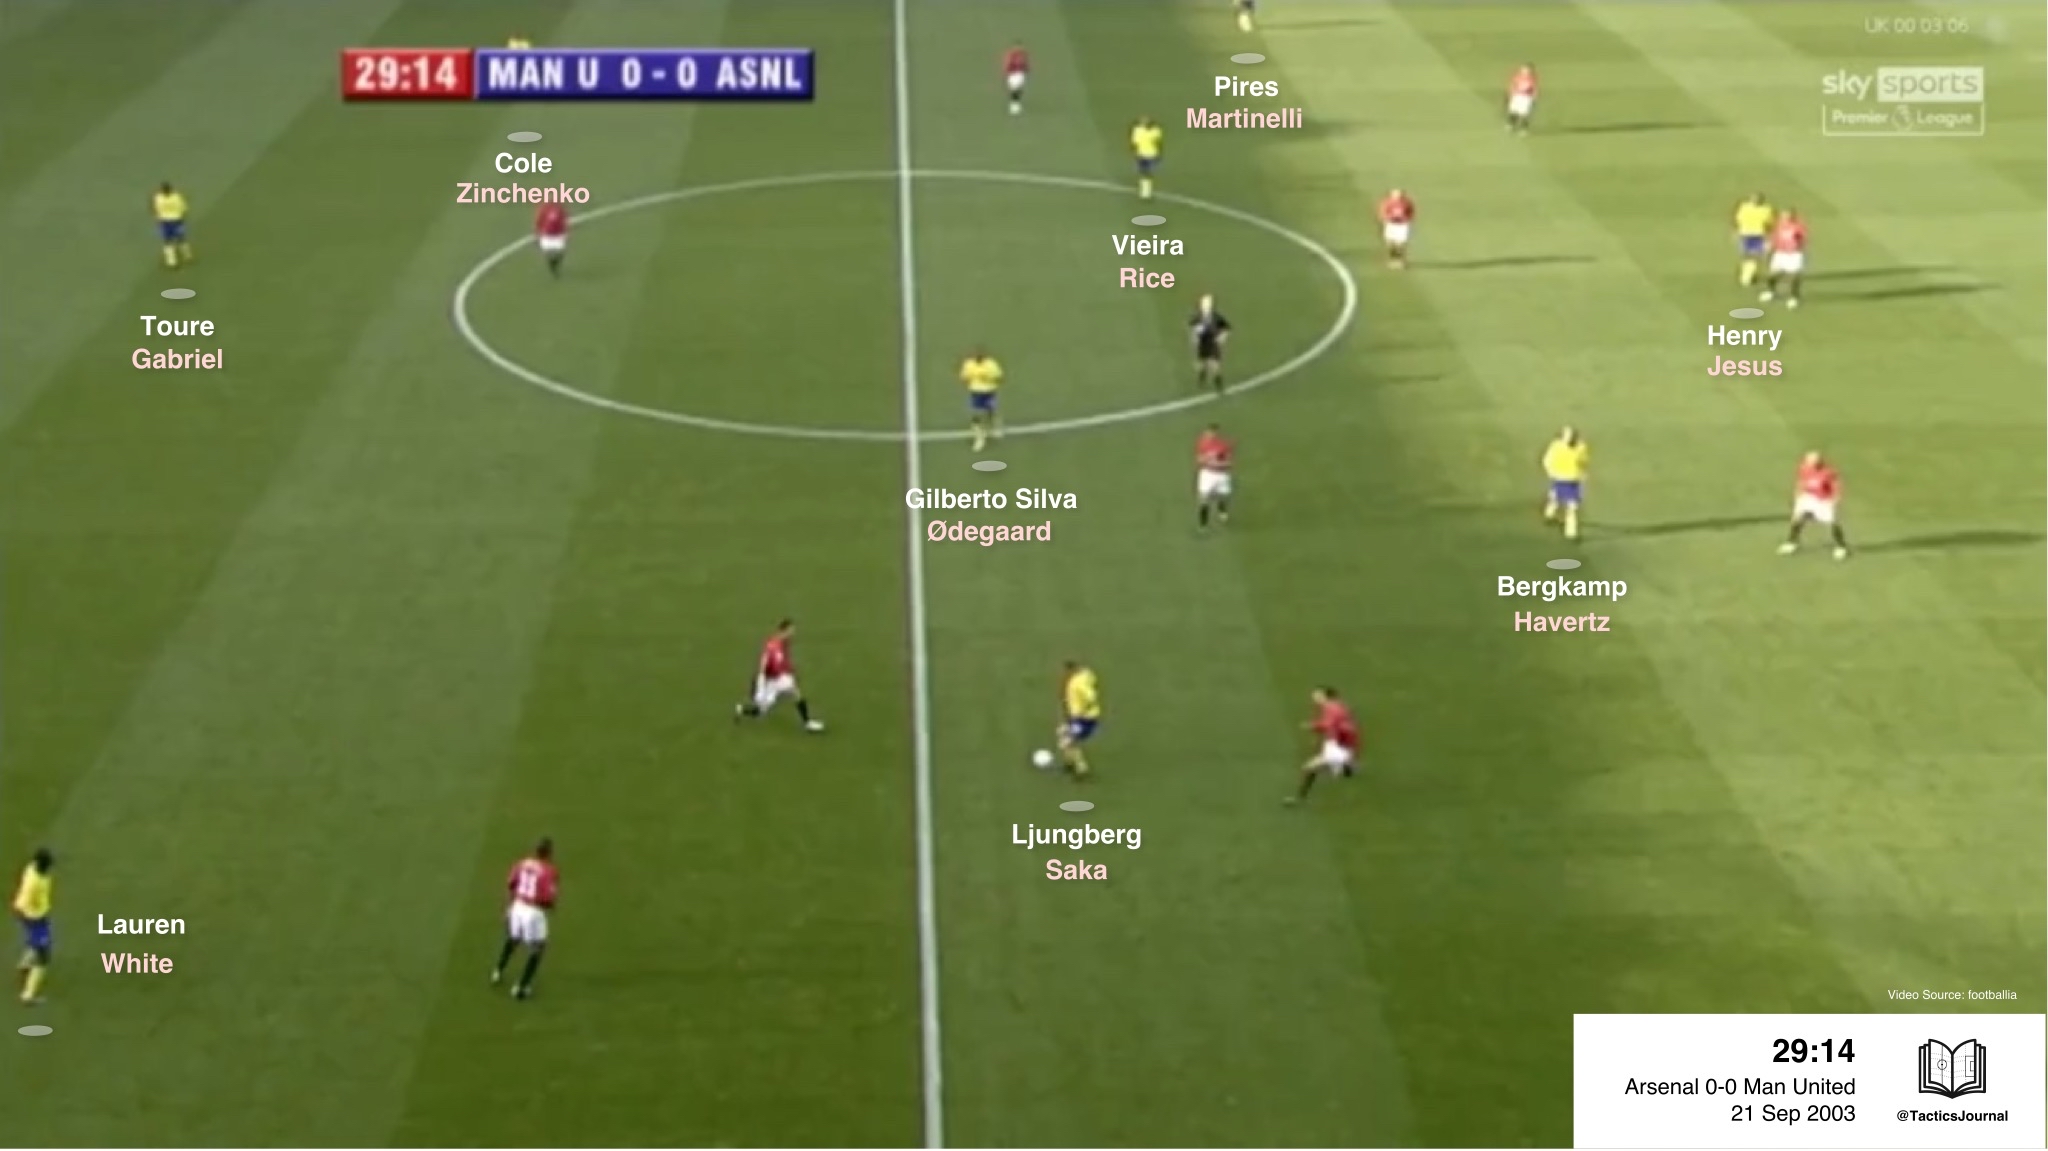 UK 00 03 06
29:14 MAN U 0 - 0 ASNL
sky sports
Premier League
Pires
Martinelli
Cole
Zinchenko
Vieira
Rice
Toure
Gabriel
Henry
Jesus
Gilberto Silva
Ødegaard
Bergkamp
Havertz
Ljungberg
Saka
Lauren
White
Video Source: footballia
29:14
Arsenal 0-0 Man United
21 Sep 2003
@TacticsJournal